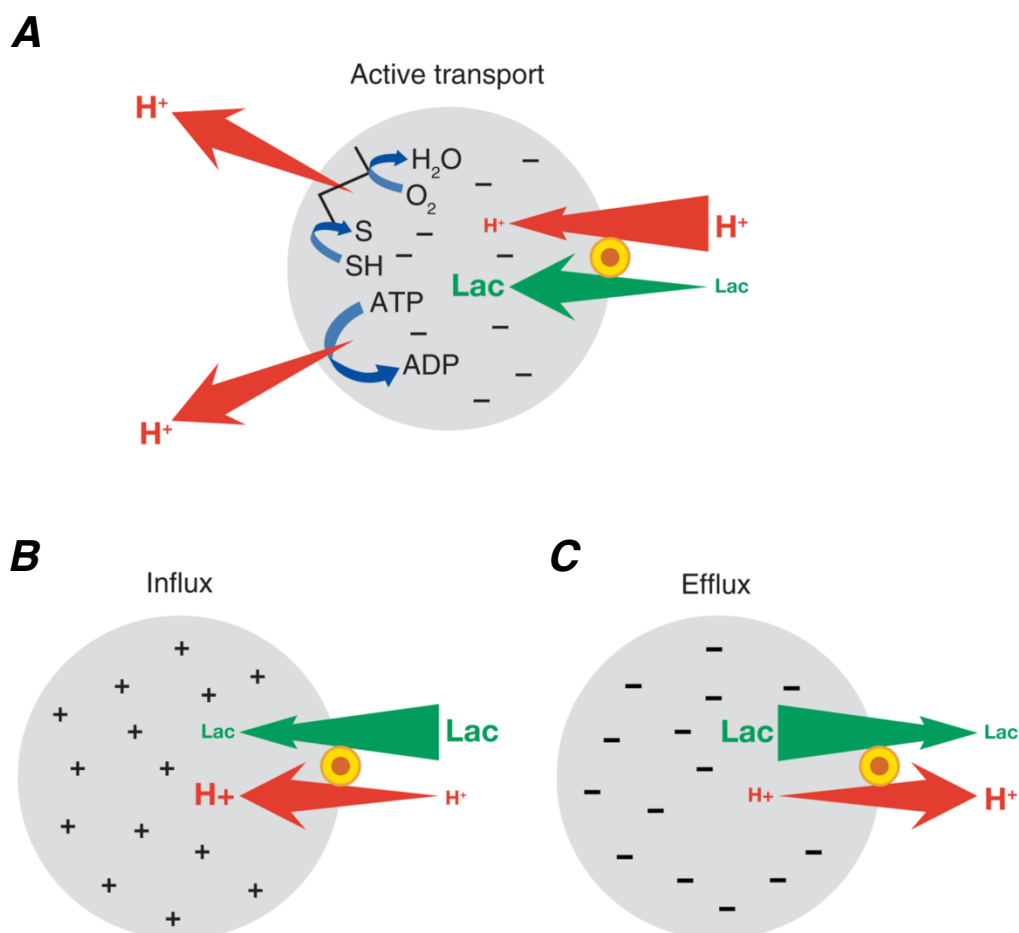 A
Active transport
H⁺
H₂O
O₂
S
SH
H⁺ H⁺
Lac Lac
ATP
ADP
H⁺
B C
Influx Efflux
Lac Lac
H+ H⁺
Lac Lac
H+ H⁺